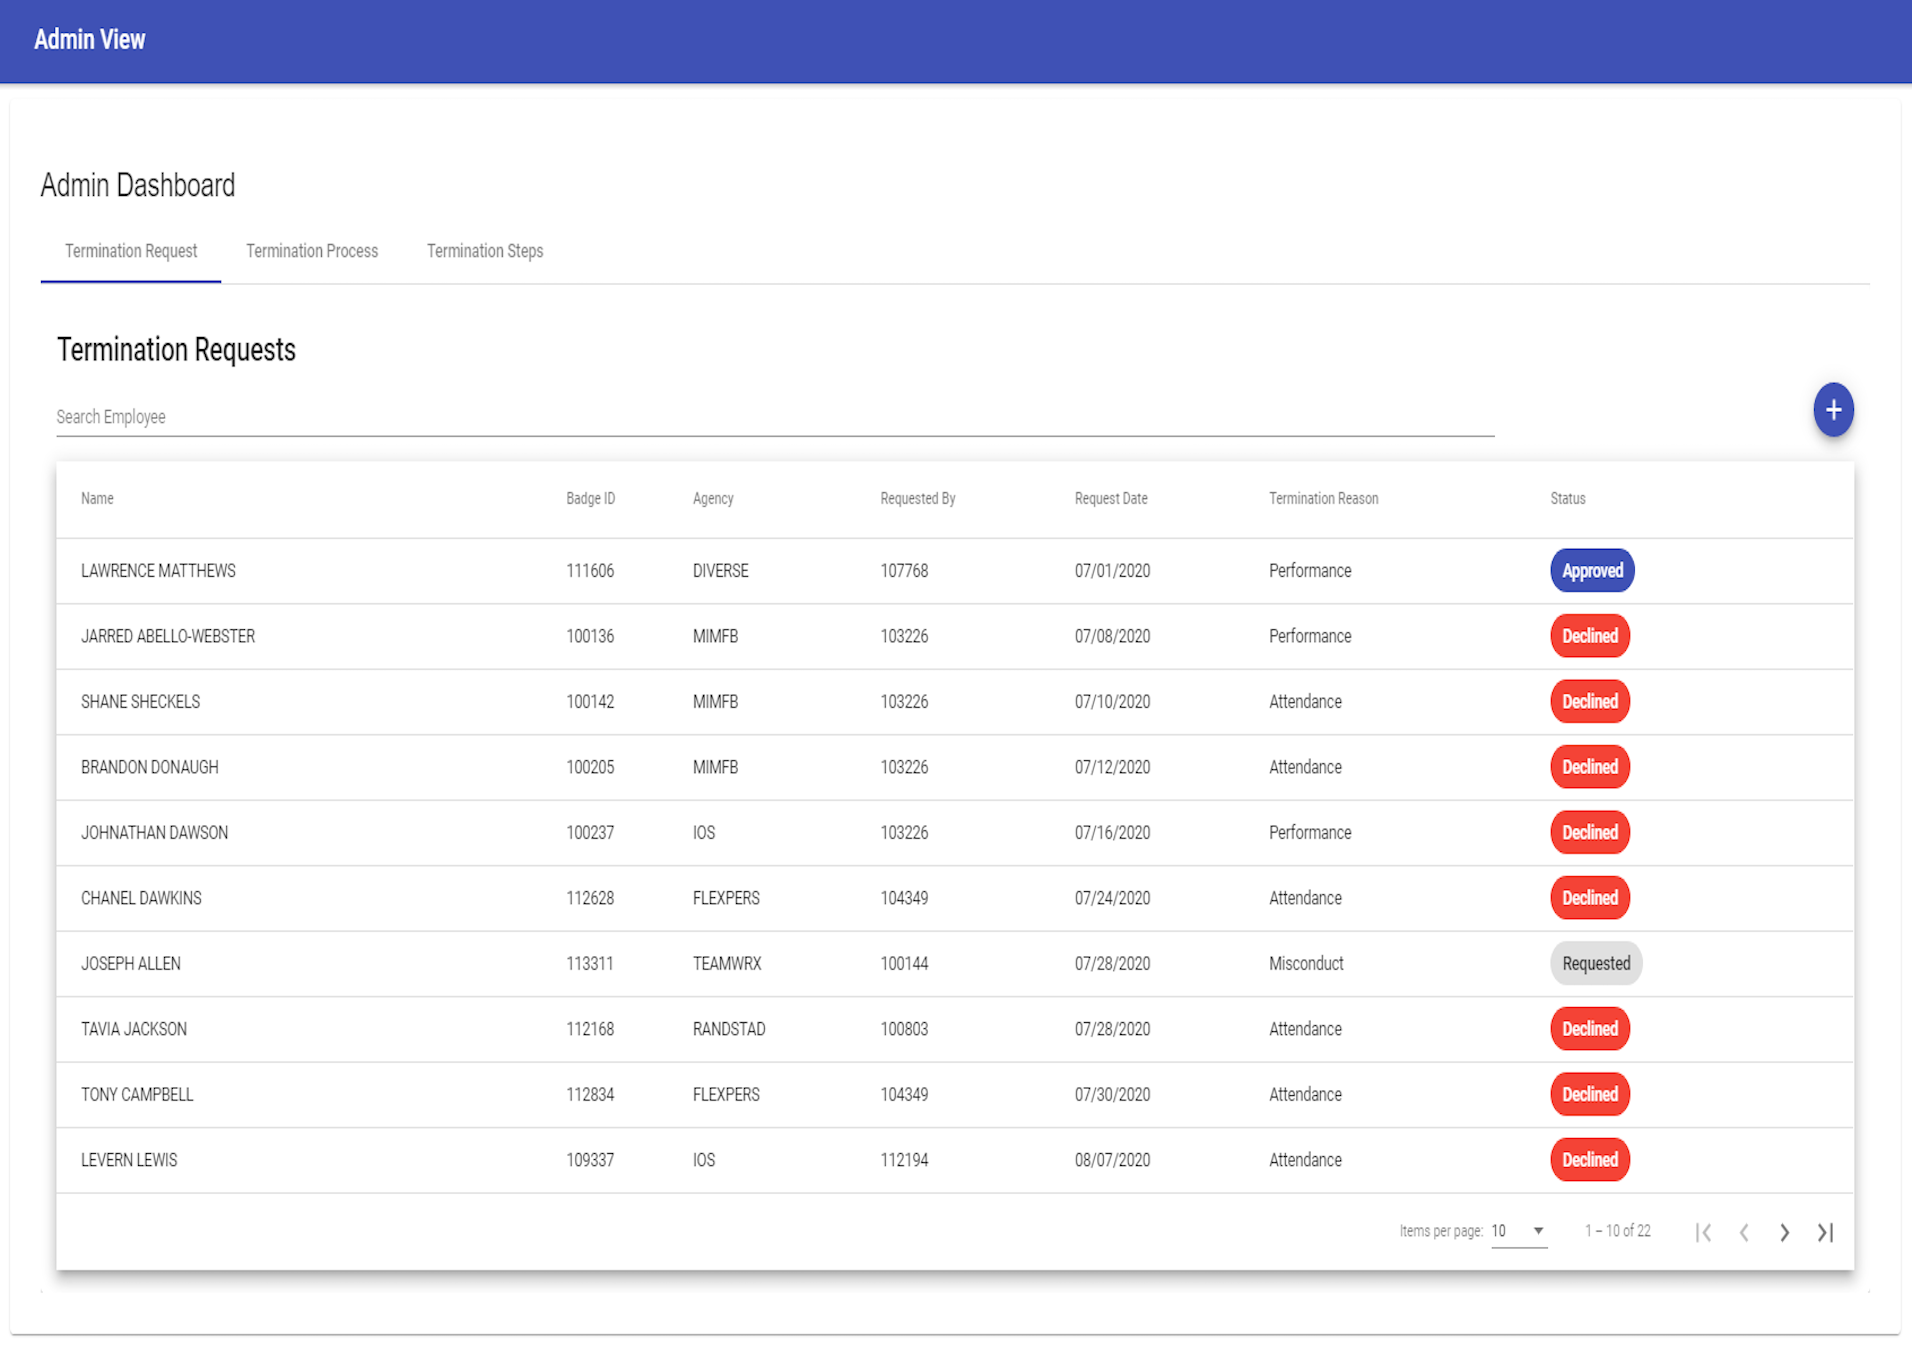 Admin View
Admin Dashboard
Termination Request Termination Process Termination Steps
Termination Requests
Search Employee
+
Name Badge ID Agency Requested By Request Date Termination Reason Status
LAWRENCE MATTHEWS 111606 DIVERSE 107768 07/01/2020 Performance Approved
JARRED ABELLO-WEBSTER 100136 MIMFB 103226 07/08/2020 Performance Declined
SHANE SHECKELS 100142 MIMFB 103226 07/10/2020 Attendance Declined
BRANDON DONAUGH 100205 MIMFB 103226 07/12/2020 Attendance Declined
JOHNATHAN DAWSON 100237 IOS 103226 07/16/2020 Performance Declined
CHANEL DAWKINS 112628 FLEXPERS 104349 07/24/2020 Attendance Declined
JOSEPH ALLEN 113311 TEAMWRX 100144 07/28/2020 Misconduct Requested
TAVIA JACKSON 112168 RANDSTAD 100803 07/28/2020 Attendance Declined
TONY CAMPBELL 112834 FLEXPERS 104349 07/30/2020 Attendance Declined
LEVERN LEWIS 109337 IOS 112194 08/07/2020 Attendance Declined
Items per page: 10 1 – 10 of 22